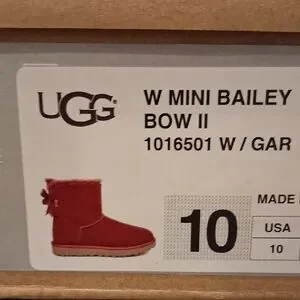 UGG
W MINI BAILEY
BOW II
1016501 W / GAR
10
MADE
USA
10